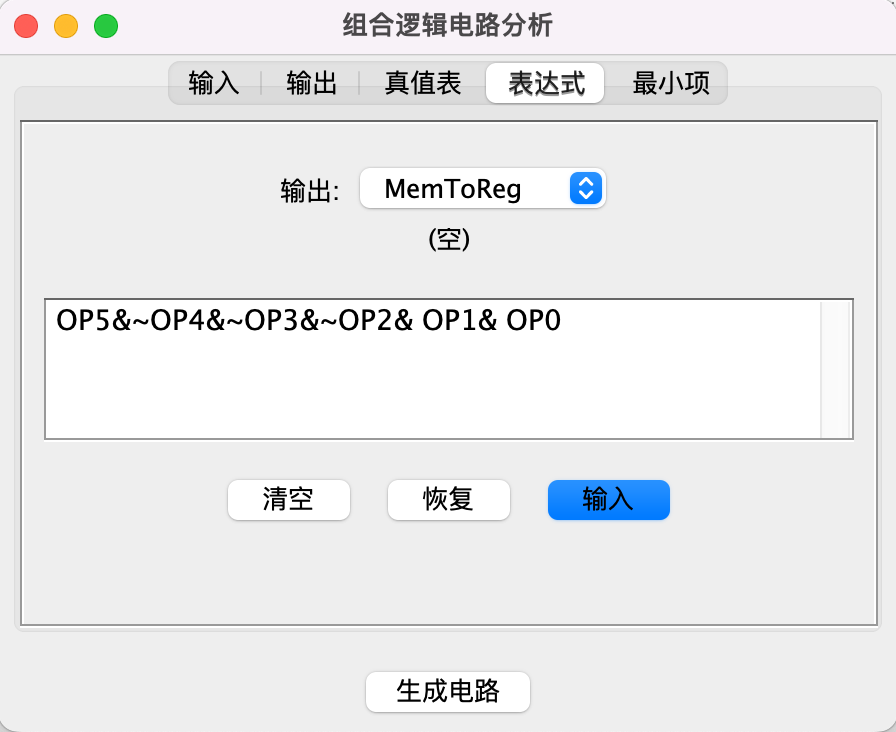 组合逻辑电路分析
输入 输出 真值表 表达式 最小项
输出: MemToReg
(空)
OP5&~OP4&~OP3&~OP2& OP1& OP0
清空 恢复 输入
生成电路